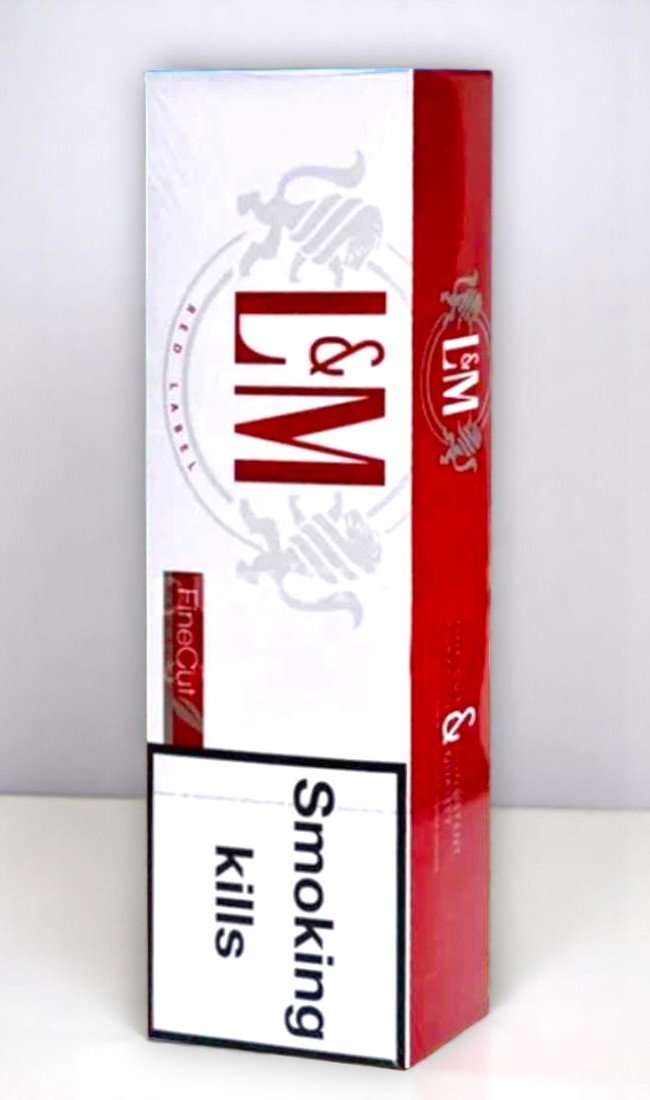 RED LABEL
L&M
FineCut
Smoking
kills
L&M
&